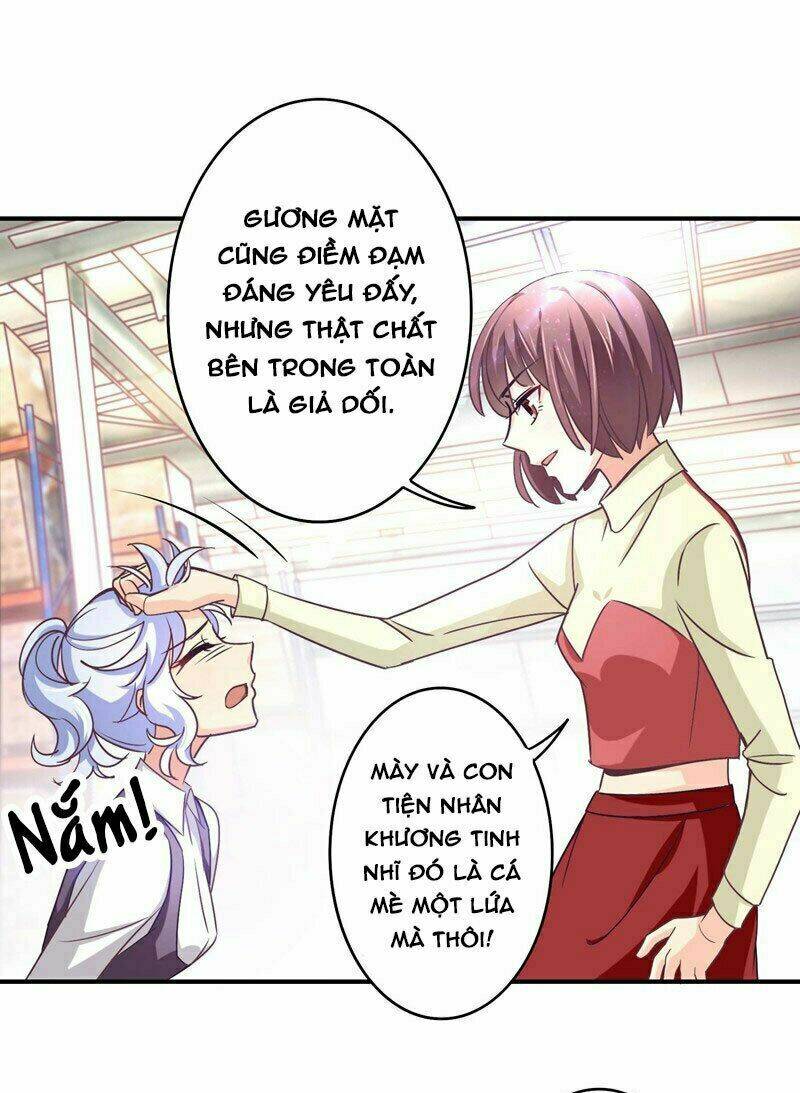 GƯƠNG MẶT
CŨNG ĐIỀM ĐẠM
ĐÁNG YÊU ĐẤY,
NHƯNG THẬT CHẤT
BÊN TRONG TOÀN
LÀ GIẢ DỐI.
MÀY VÀ CON
TIỆN NHÂN
KHƯƠNG TINH
NHĨ ĐÓ LÀ CÁ
MÈ MỘT LỨA
MÀ THÔI!
Nắm!